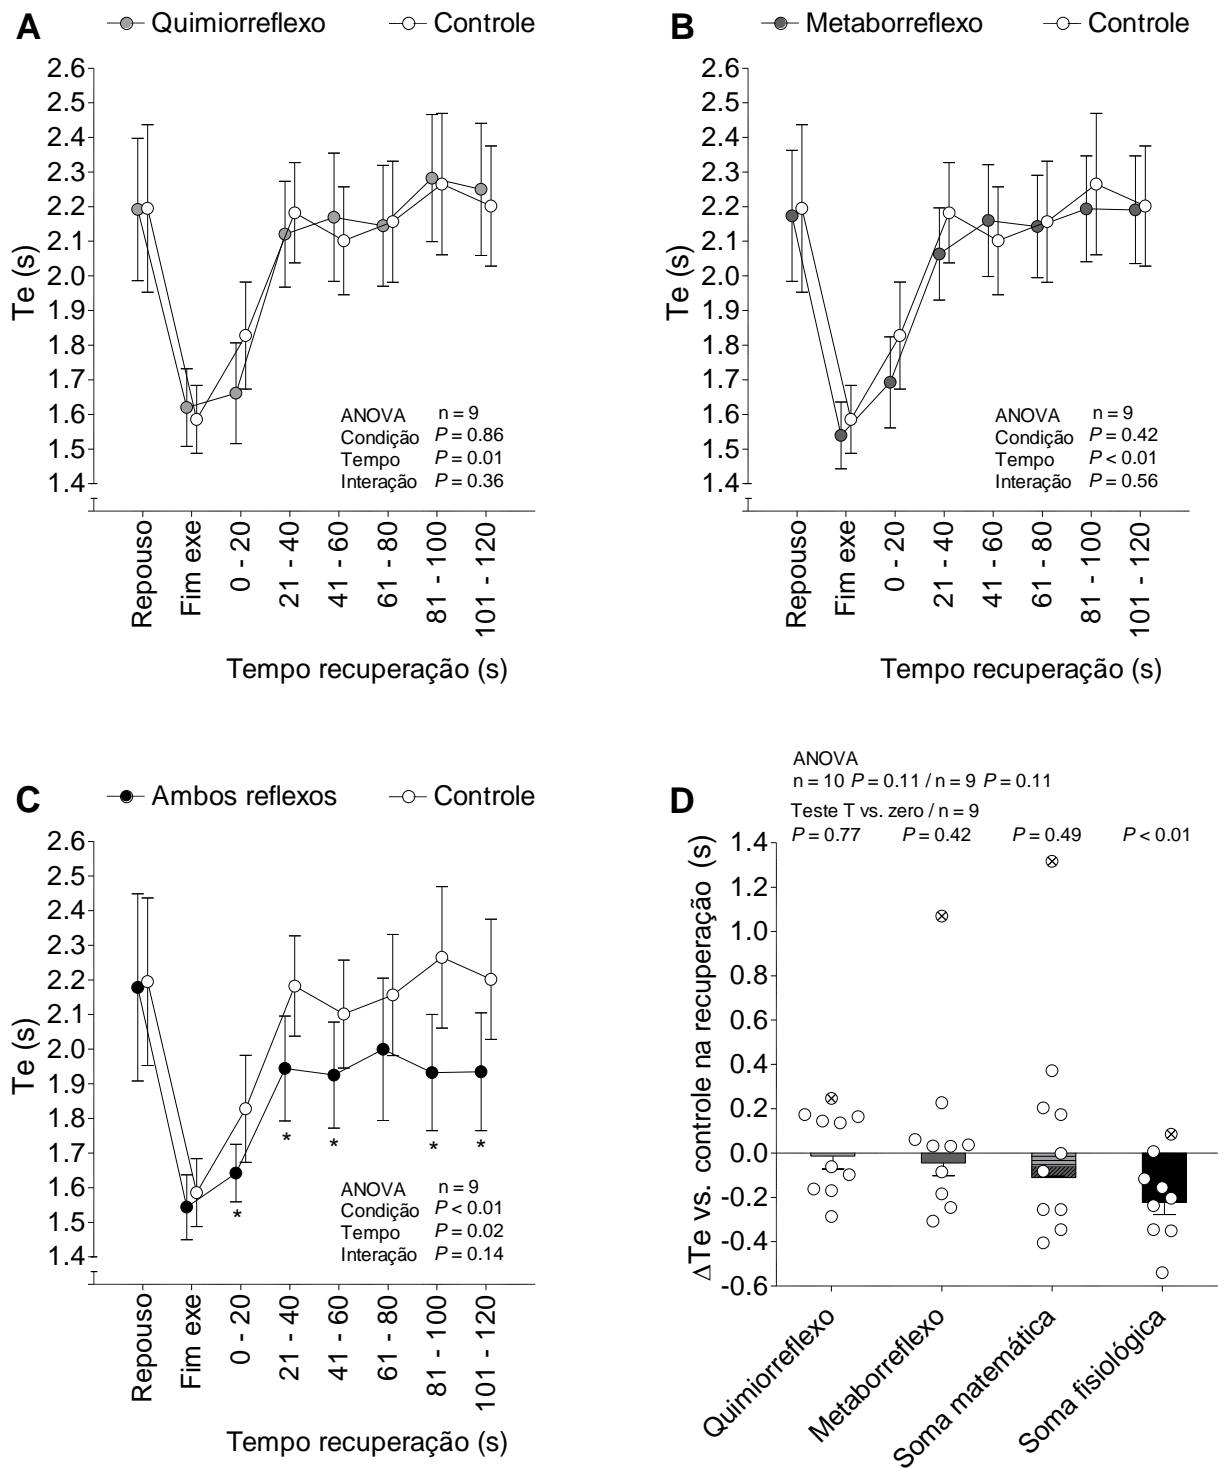 A
Quimiorreflexo
Controle
Te (s)
2.6
2.5
2.4
2.3
2.2
2.1
2.0
1.9
1.8
1.7
1.6
1.5
1.4
ANOVA n = 9
Condição P = 0.86
Tempo P = 0.01
Interação P = 0.36
Repouso
Fim exe
0 - 20
21 - 40
41 - 60
61 - 80
81 - 100
101 - 120
Tempo recuperação (s)
B
Metaborreflexo
Controle
Te (s)
2.6
2.5
2.4
2.3
2.2
2.1
2.0
1.9
1.8
1.7
1.6
1.5
1.4
ANOVA n = 9
Condição P = 0.42
Tempo P < 0.01
Interação P = 0.56
Repouso
Fim exe
0 - 20
21 - 40
41 - 60
61 - 80
81 - 100
101 - 120
Tempo recuperação (s)
C
Ambos reflexos
Controle
Te (s)
2.6
2.5
2.4
2.3
2.2
2.1
2.0
1.9
1.8
1.7
1.6
1.5
1.4
* * * * *
ANOVA n = 9
Condição P < 0.01
Tempo P = 0.02
Interação P = 0.14
Repouso
Fim exe
0 - 20
21 - 40
41 - 60
61 - 80
81 - 100
101 - 120
Tempo recuperação (s)
D
ANOVA
n = 10 P = 0.11 / n = 9 P = 0.11
Teste T vs. zero / n = 9
P = 0.77 P = 0.42 P = 0.49 P < 0.01
ΔTe vs. controle na recuperação (s)
1.4
1.2
1.0
0.8
0.6
0.4
0.2
0.0
-0.2
-0.4
-0.6
Quimiorreflexo
Metaborreflexo
Soma matemática
Soma fisiológica